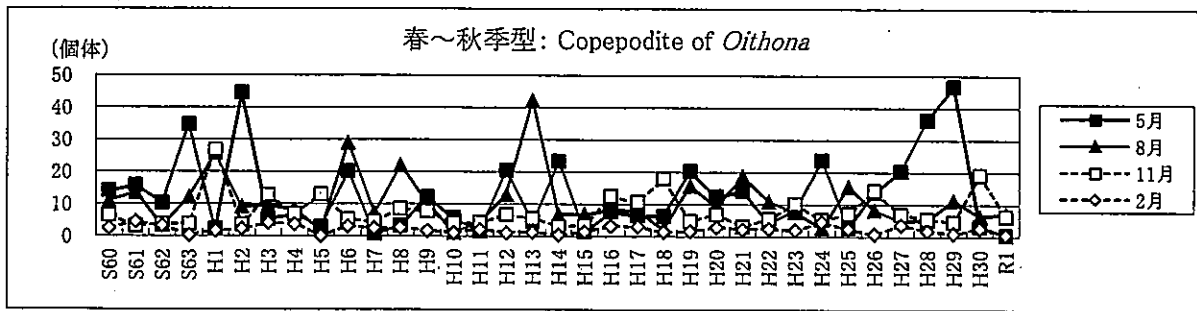 春～秋季型: Copepodite of Oithona
(個体)
50
40
30
20
10
0
S60 S61 S62 S63 H1 H2 H3 H4 H5 H6 H7 H8 H9 H10 H11 H12 H13 H14 H15 H16 H17 H18 H19 H20 H21 H22 H23 H24 H25 H26 H27 H28 H29 H30 R1
5月
8月
11月
2月